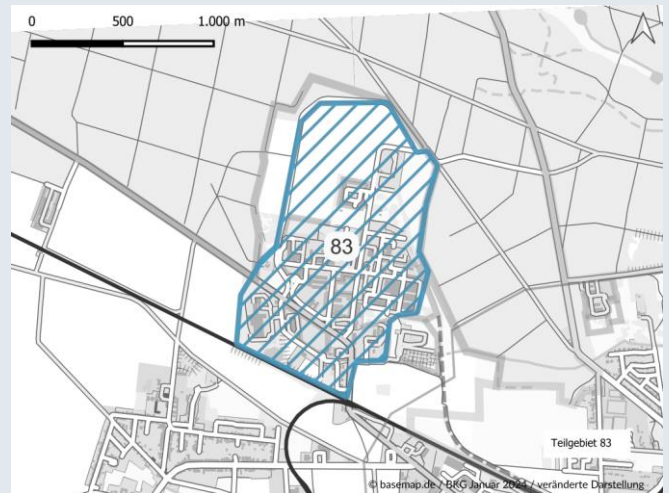 0 500 1.000 m
83
Teilgebiet 83
© basemap.de / BKG Januar 2024 / veränderte Darstellung